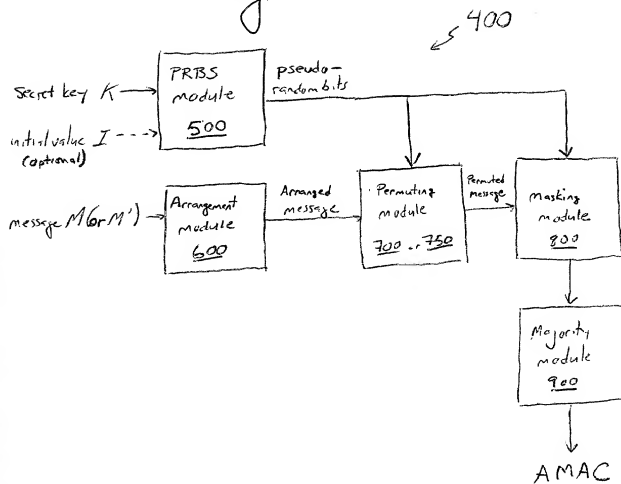 400
PRBS
module
500
pseudo-
random bits
Secret key K
initial value I
(optional)
message M(or M')
Arrangement
module
600
Arranged
message
Permuting
module
700 or 750
Permuted
message
Masking
module
800
Majority
module
900
AMAC